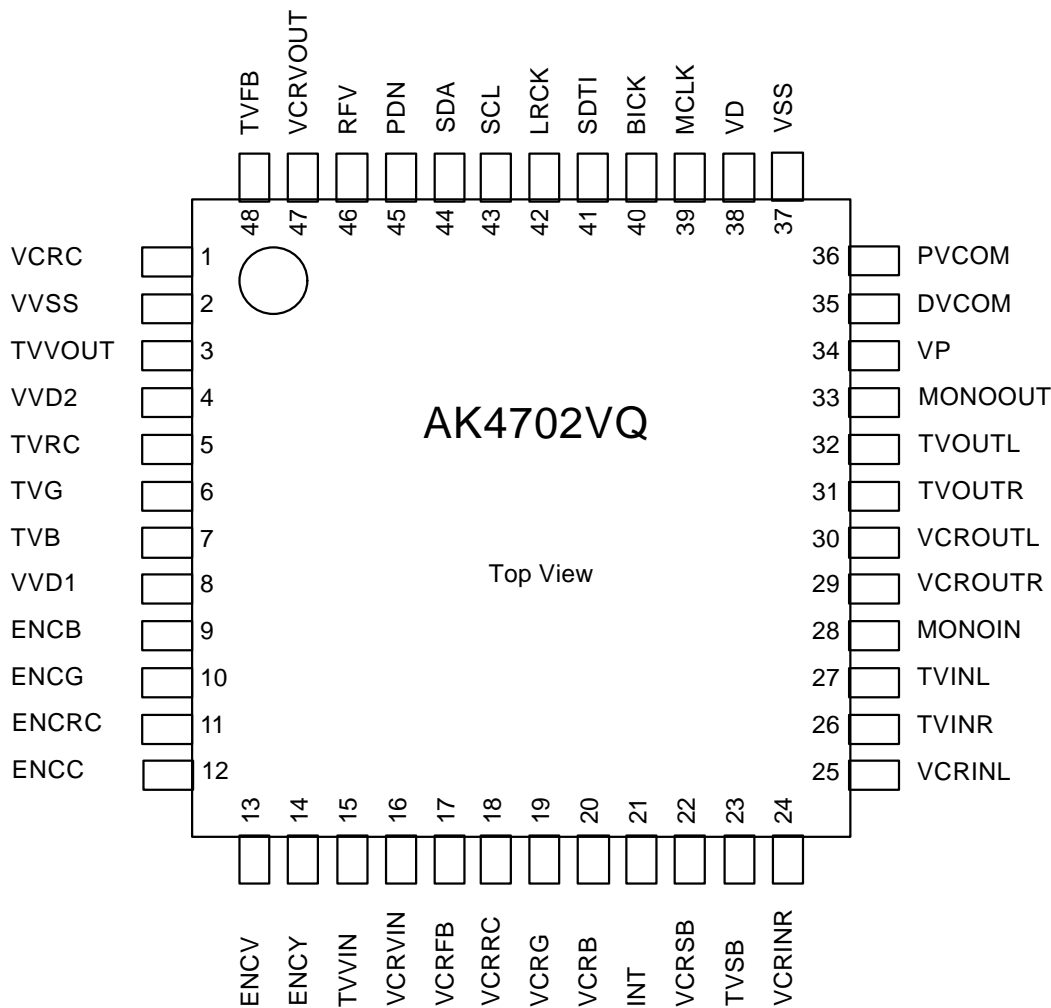 TVFB
VCRVOUT
RFV
PDN
SDA
SCL
LRCK
SDTI
BICK
MCLK
VD
VSS
48
47
46
45
44
43
42
41
40
39
38
37
VCRC 1
VVSS 2
TVVOUT 3
VVD2 4
TVRC 5
TVG 6
TVB 7
VVD1 8
ENCB 9
ENCG 10
ENCRC 11
ENCC 12
AK4702VQ
Top View
36 PVCOM
35 DVCOM
34 VP
33 MONOOUT
32 TVOUTL
31 TVOUTR
30 VCROUTL
29 VCROUTR
28 MONOIN
27 TVINL
26 TVINR
25 VCRINL
13
14
15
16
17
18
19
20
21
22
23
24
ENCV
ENCY
TVVIN
VCRVIN
VCRFB
VCRRC
VCRG
VCRB
INT
VCRSB
TVSB
VCRINR